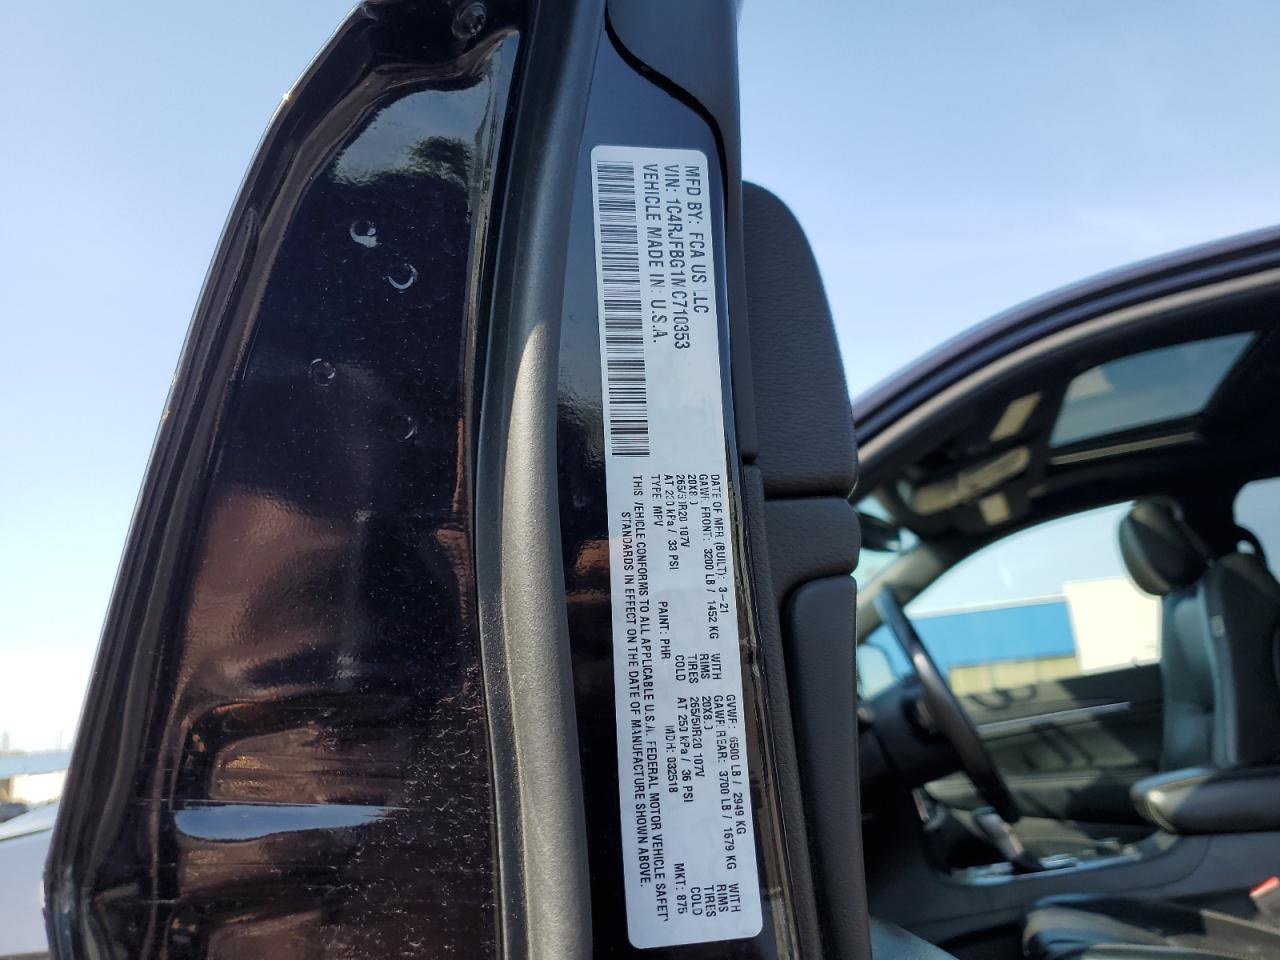 MFD BY: FCA US LLC
VIN: 1C4RJFBG1MC710353
VEHICLE MADE IN: U.S.A.
DATE OF MFR (BUILT): 3-21 GVWR: 6500 LB / 2949 KG
GAWR FRONT: 3200 LB / 1452 KG WITH GAWR REAR: 3700 LB / 1679 KG WITH
20X8.0 RIMS 20X8.0 RIMS
265/50R20 107V TIRES 265/50R20 107V TIRES
AT 230 kPa / 33 PSI COLD AT 250 kPa / 36 PSI COLD
TYPE: MPV PAINT: PHR MDH: 032518 MKT: 875
THIS VEHICLE CONFORMS TO ALL APPLICABLE U.S.A. FEDERAL MOTOR VEHICLE SAFETY
STANDARDS IN EFFECT ON THE DATE OF MANUFACTURE SHOWN ABOVE.